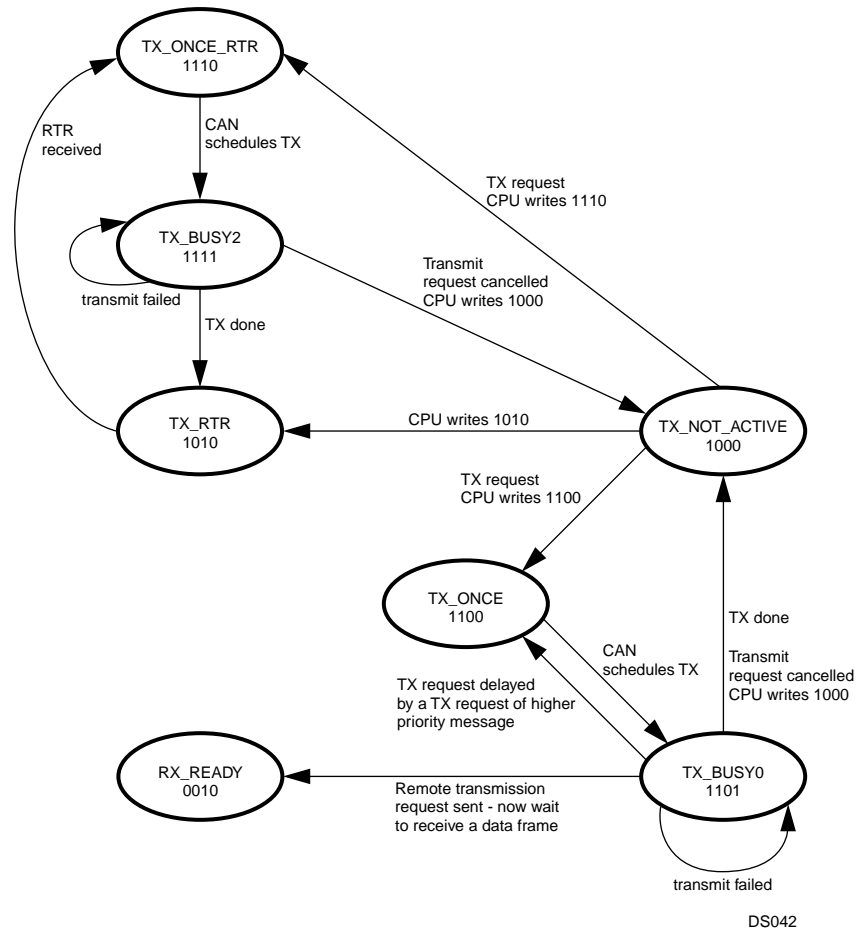 TX_ONCE_RTR
1110
RTR
received
CAN
schedules TX
TX request
CPU writes 1110
TX_BUSY2
1111
transmit failed
Transmit
request cancelled
CPU writes 1000
TX done
TX_RTR
1010
CPU writes 1010
TX_NOT_ACTIVE
1000
TX request
CPU writes 1100
TX_ONCE
1100
CAN
schedules TX
TX done
Transmit
request cancelled
CPU writes 1000
TX request delayed
by a TX request of higher
priority message
RX_READY
0010
Remote transmission
request sent - now wait
to receive a data frame
TX_BUSY0
1101
transmit failed
DS042